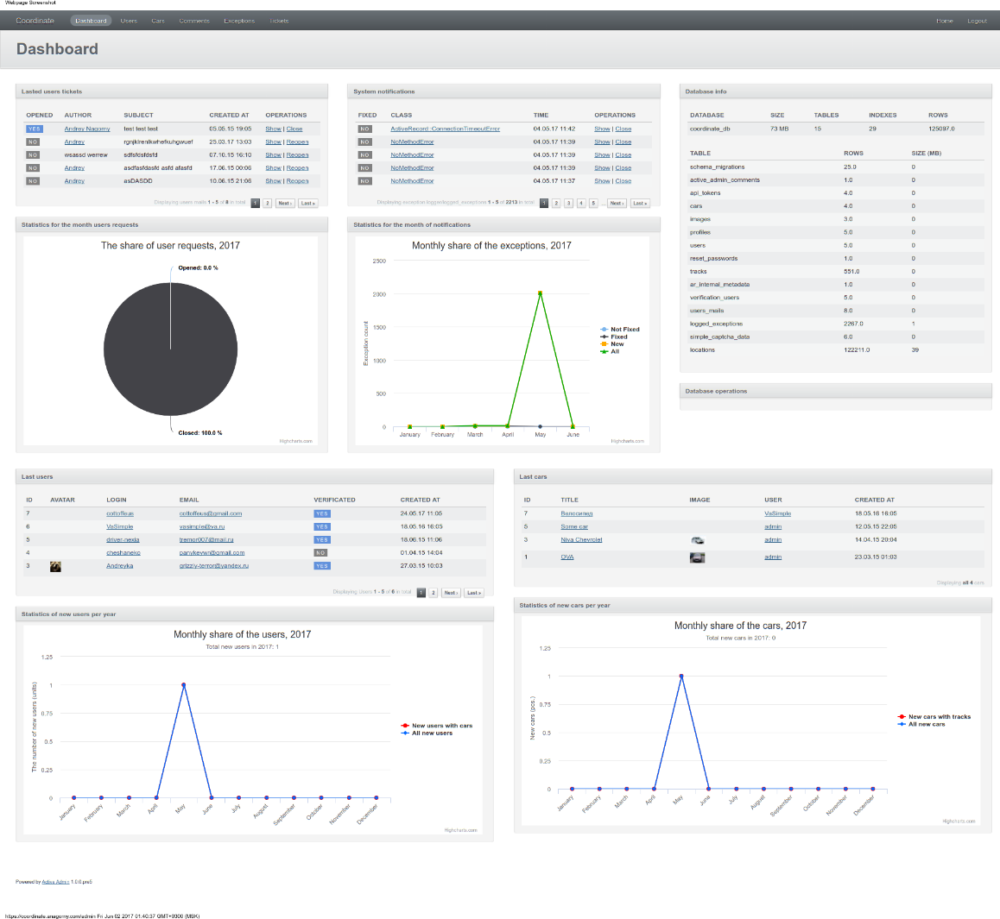 Webpage Screenshot
Coordinate Dashboard Users Cars Comments Exceptions Tickets Home Logout
Dashboard
Lasted users tickets
OPENED AUTHOR SUBJECT CREATED AT OPERATIONS
YES Andrey Nagorny test test test 05.05.15 19:05 Show | Close
NO Andrey 25.03.17 13:03 Show | Reopen
NO Andrey wsassd werrew sdfsfdsfdsfd 07.10.15 16:10 Show | Reopen
NO Andrey asdfasfdasfd asfd afasfd 17.06.15 00:06 Show | Reopen
NO Andrey asDASDD 10.06.15 21:06 Show | Reopen
Displaying users mails 1 - 5 of 8 in total 1 2 Next › Last »
System notifications
FIXED CLASS TIME OPERATIONS
NO ActiveRecord::ConnectionTimeoutError 04.05.17 11:42 Show | Close
NO NoMethodError 04.05.17 11:39 Show | Close
NO NoMethodError 04.05.17 11:39 Show | Close
NO NoMethodError 04.05.17 11:39 Show | Close
NO NoMethodError 04.05.17 11:37 Show | Close
Displaying exception logger/logged_exceptions 1 - 5 of 2213 in total 1 2 3 4 5 ... Next › Last »
Database info
DATABASE SIZE TABLES INDEXES ROWS
coordinate_db 73 MB 15 29 125097.0
TABLE ROWS SIZE (MB)
schema_migrations 25.0 0
active_admin_comments 1.0 0
api_tokens 4.0 0
cars 4.0 0
images 3.0 0
profiles 5.0 0
users 5.0 0
reset_passwords 1.0 0
tracks 551.0 0
ar_internal_metadata 1.0 0
verification_users 5.0 0
users_mails 8.0 0
logged_exceptions 2267.0 1
simple_captcha_data 6.0 0
locations 122211.0 39
Database operations
Statistics for the month users requests
The share of user requests, 2017
Opened: 0.0 %
Closed: 100.0 %
Highcharts.com
Statistics for the month of notifications
Monthly share of the exceptions, 2017
Exception count
2500
2000
1500
1000
500
0
January February March April May June
Not Fixed
Fixed
New
All
Highcharts.com
Last users
ID AVATAR LOGIN EMAIL VERIFICATED CREATED AT
7 cottoffeus cottoffeus@gmail.com YES 24.05.17 11:05
6 VaSimple vasimple@ya.ru YES 18.05.16 16:05
5 driver-nexia tremor007@mail.ru YES 18.06.15 11:06
4 cheshaneko NO 01.04.15 14:04
3 Andreyka grizzly-terror@yandex.ru YES 27.03.15 10:03
Displaying Users 1 - 5 of 6 in total 1 2 Next › Last »
Last cars
ID TITLE IMAGE USER CREATED AT
7 Велосипед VaSimple 18.05.16 16:05
5 Some car admin 12.05.15 22:05
3 Niva Chevrolet admin 14.04.15 20:04
1 OVA admin 23.03.15 01:03
Displaying all 4 cars
Statistics of new users per year
Monthly share of the users, 2017
Total new users in 2017: 1
The number of new users (units)
1.25
1
0.75
0.5
0.25
0
January February March April May June July August September October November December
New users with cars
All new users
Highcharts.com
Statistics of new cars per year
Monthly share of the cars, 2017
Total new cars in 2017: 0
New cars (pcs.)
1.25
1
0.75
0.5
0.25
0
January February March April May June July August September October November December
New cars with tracks
All new cars
Highcharts.com
Powered by Active Admin 1.0.0.pre5
https://coordinate.anagorny.com/admin Fri Jun 02 2017 01:40:37 GMT+0300 (MSK)